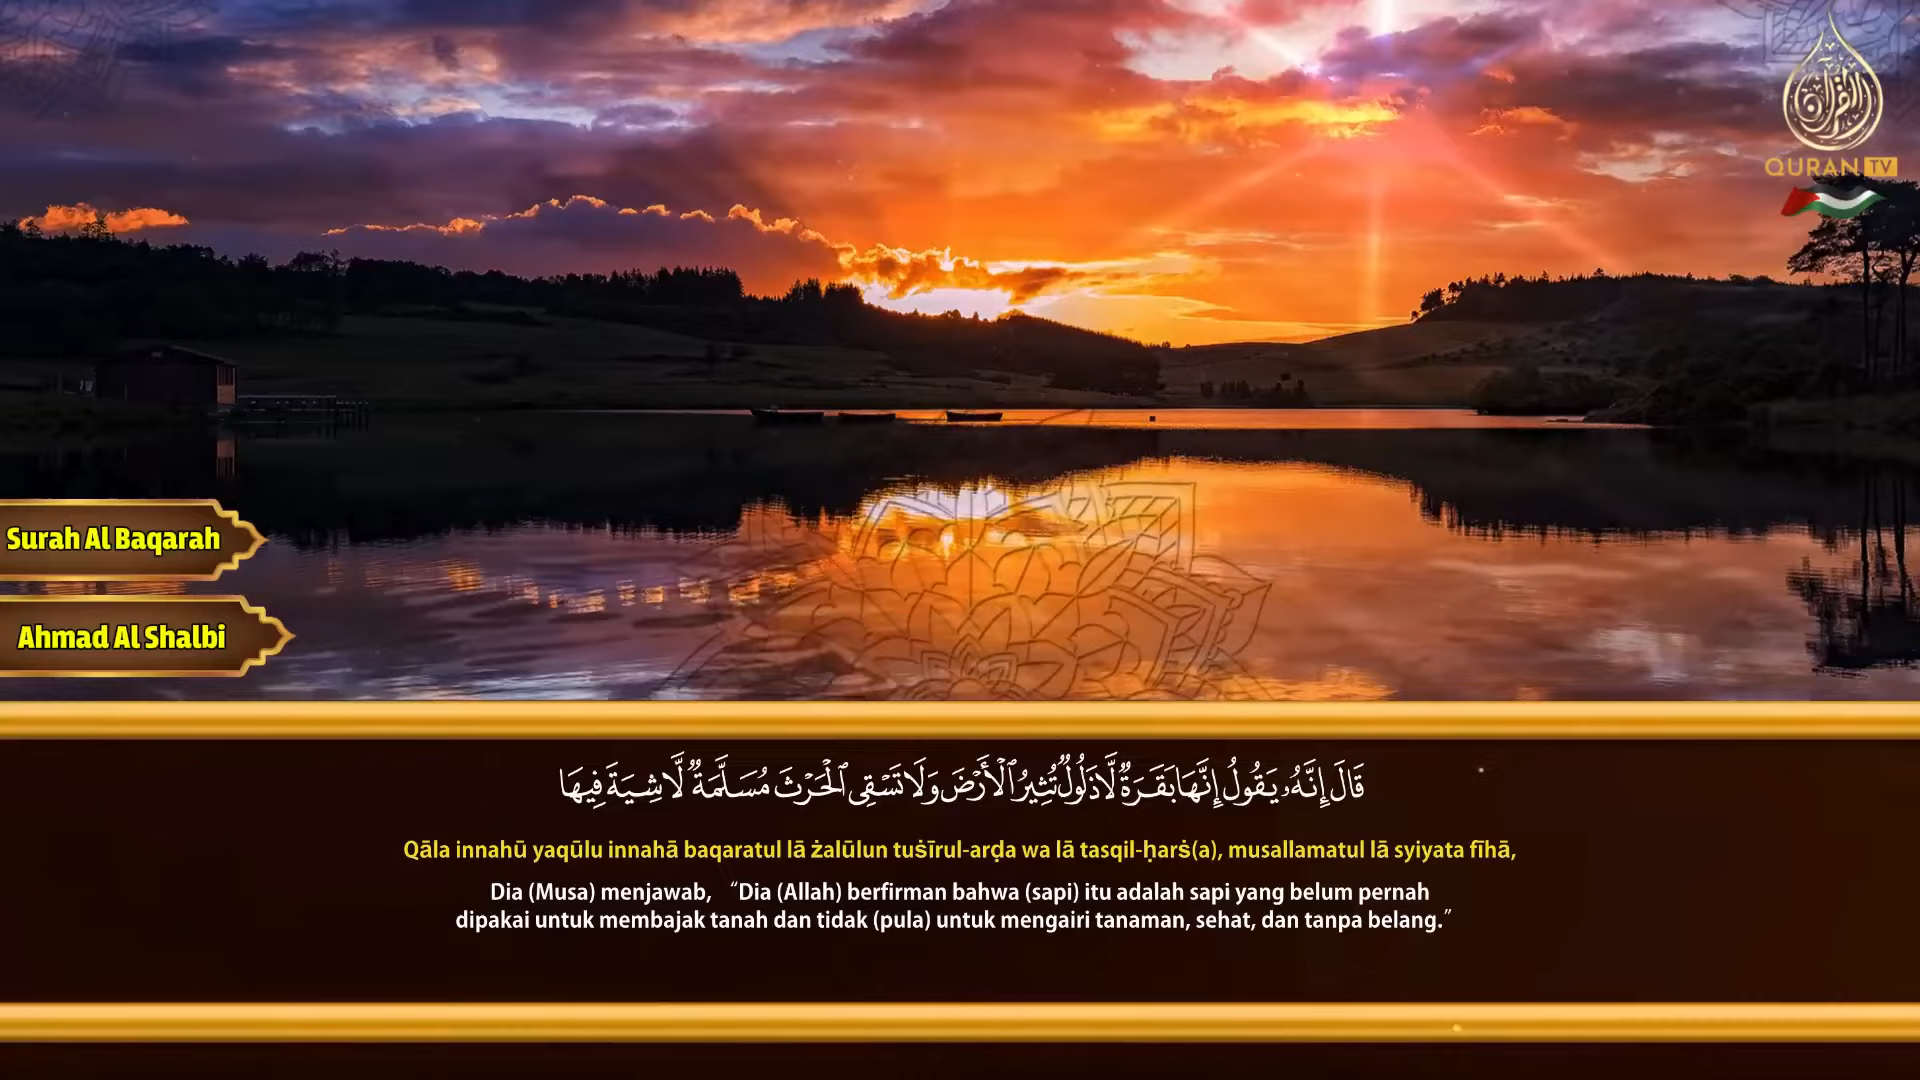 القرآن
QURAN TV
Surah Al Baqarah
Ahmad Al Shalbi
قَالَ إِنَّهُۥ يَقُولُ إِنَّهَا بَقَرَةٌ لَّا ذَلُولٌ تُثِيرُ ٱلْأَرْضَ وَلَا تَسْقِى ٱلْحَرْثَ مُسَلَّمَةٌ لَّا شِيَةَ فِيهَا
Qāla innahū yaqūlu innahā baqaratul lā żalūlun tuṡīrul-arḍa wa lā tasqil-ḥarṡ(a), musallamatul lā syiyata fīhā,
Dia (Musa) menjawab, “Dia (Allah) berfirman bahwa (sapi) itu adalah sapi yang belum pernah
dipakai untuk membajak tanah dan tidak (pula) untuk mengairi tanaman, sehat, dan tanpa belang.”